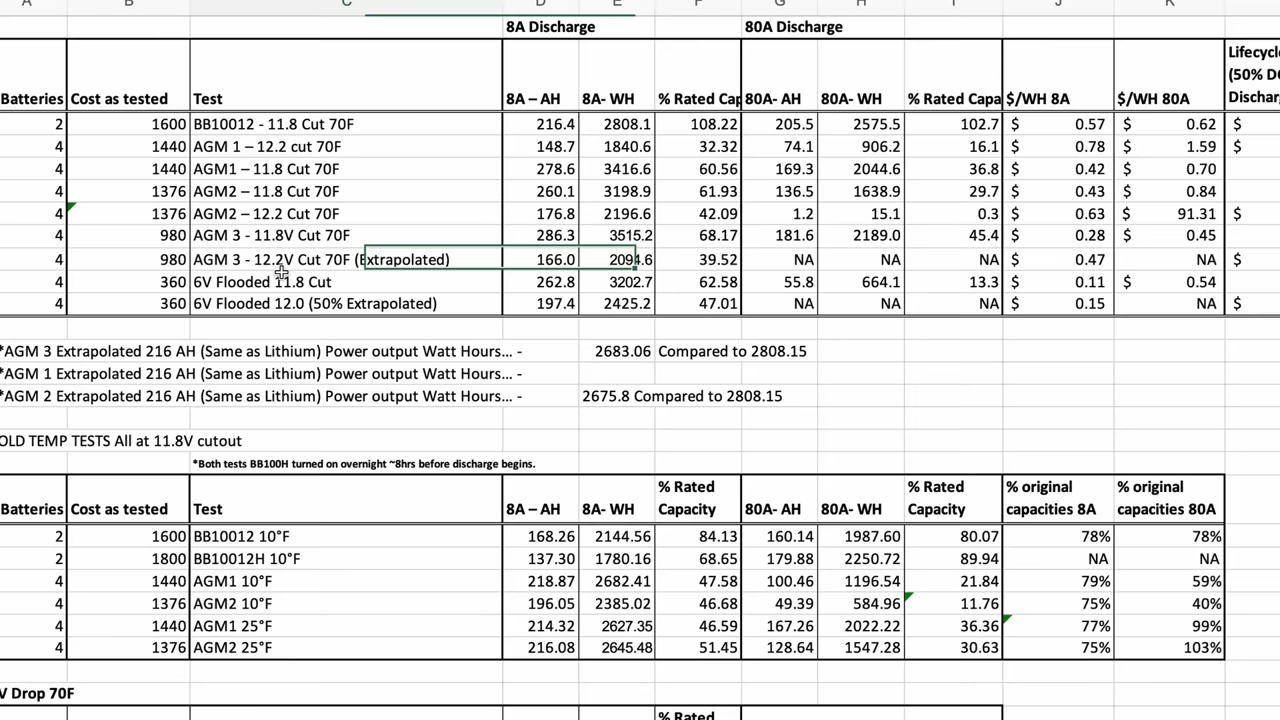 A B C D E F G H I J K
8A Discharge 80A Discharge
Lifecycl
(50% D
Batteries Cost as tested Test 8A – AH 8A- WH % Rated Cap 80A- AH 80A- WH % Rated Capa $/WH 8A $/WH 80A Dischar
2 1600 BB10012 - 11.8 Cut 70F 216.4 2808.1 108.22 205.5 2575.5 102.7 $ 0.57 $ 0.62 $
4 1440 AGM 1 – 12.2 cut 70F 148.7 1840.6 32.32 74.1 906.2 16.1 $ 0.78 $ 1.59 $
4 1440 AGM1 – 11.8 Cut 70F 278.6 3416.6 60.56 169.3 2044.6 36.8 $ 0.42 $ 0.70
4 1376 AGM2 – 11.8 Cut 70F 260.1 3198.9 61.93 136.5 1638.9 29.7 $ 0.43 $ 0.84
4 1376 AGM2 – 12.2 Cut 70F 176.8 2196.6 42.09 1.2 15.1 0.3 $ 0.63 $ 91.31 $
4 980 AGM 3 - 11.8V Cut 70F 286.3 3515.2 68.17 181.6 2189.0 45.4 $ 0.28 $ 0.45
4 980 AGM 3 - 12.2V Cut 70F (Extrapolated) 166.0 2094.6 39.52 NA NA NA $ 0.47 NA $
4 360 6V Flooded 11.8 Cut 262.8 3202.7 62.58 55.8 664.1 13.3 $ 0.11 $ 0.54
4 360 6V Flooded 12.0 (50% Extrapolated) 197.4 2425.2 47.01 NA NA NA $ 0.15 NA $
*AGM 3 Extrapolated 216 AH (Same as Lithium) Power output Watt Hours... - 2683.06 Compared to 2808.15
*AGM 1 Extrapolated 216 AH (Same as Lithium) Power output Watt Hours... -
*AGM 2 Extrapolated 216 AH (Same as Lithium) Power output Watt Hours... - 2675.8 Compared to 2808.15
OLD TEMP TESTS All at 11.8V cutout
*Both tests BB100H turned on overnight ~8hrs before discharge begins.
% Rated % Rated % original % original
Batteries Cost as tested Test 8A – AH 8A- WH Capacity 80A- AH 80A- WH Capacity capacities 8A capacities 80A
2 1600 BB10012 10°F 168.26 2144.56 84.13 160.14 1987.60 80.07 78% 78%
2 1800 BB10012H 10°F 137.30 1780.16 68.65 179.88 2250.72 89.94 NA NA
4 1440 AGM1 10°F 218.87 2682.41 47.58 100.46 1196.54 21.84 79% 59%
4 1376 AGM2 10°F 196.05 2385.02 46.68 49.39 584.96 11.76 75% 40%
4 1440 AGM1 25°F 214.32 2627.35 46.59 167.26 2022.22 36.36 77% 99%
4 1376 AGM2 25°F 216.08 2645.48 51.45 128.64 1547.28 30.63 75% 103%
V Drop 70F
% Rated